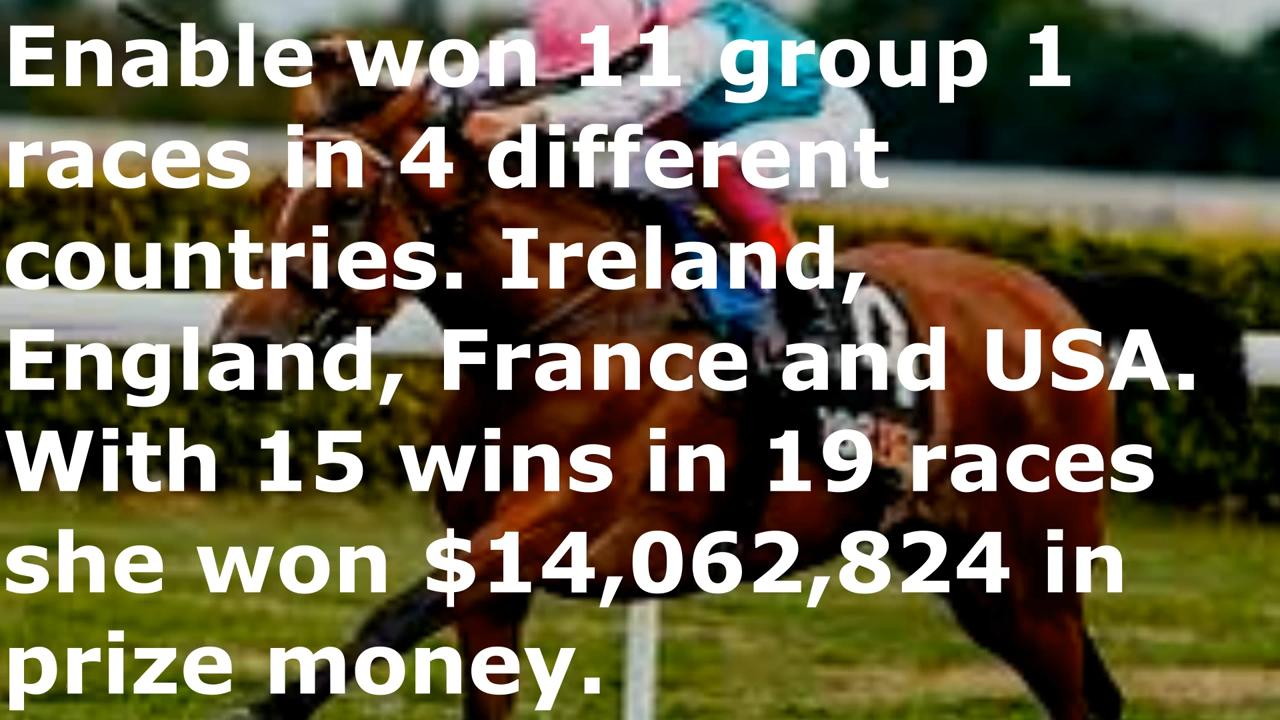 Enable won 11 group 1
races in 4 different
countries. Ireland,
England, France and USA.
With 15 wins in 19 races
she won $14,062,824 in
prize money.